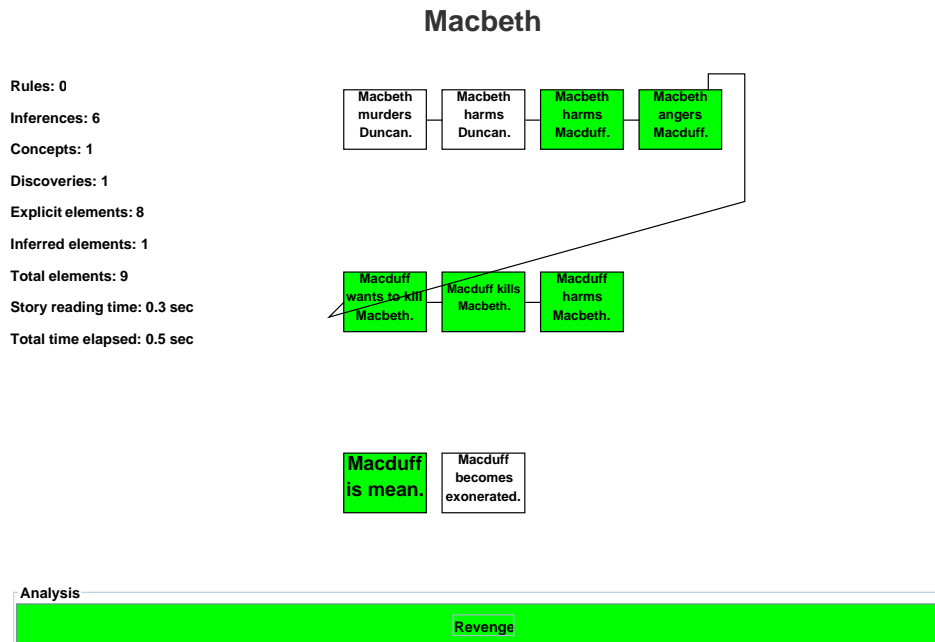 Macbeth
Rules: 0
Inferences: 6
Concepts: 1
Discoveries: 1
Explicit elements: 8
Inferred elements: 1
Total elements: 9
Story reading time: 0.3 sec
Total time elapsed: 0.5 sec
Macbeth
murders
Duncan.
Macbeth
harms
Duncan.
Macbeth
harms
Macduff.
Macbeth
angers
Macduff.
Macduff
wants to kill
Macbeth.
Macduff kills
Macbeth.
Macduff
harms
Macbeth.
Macduff
is mean.
Macduff
becomes
exonerated.
Analysis
Revenge